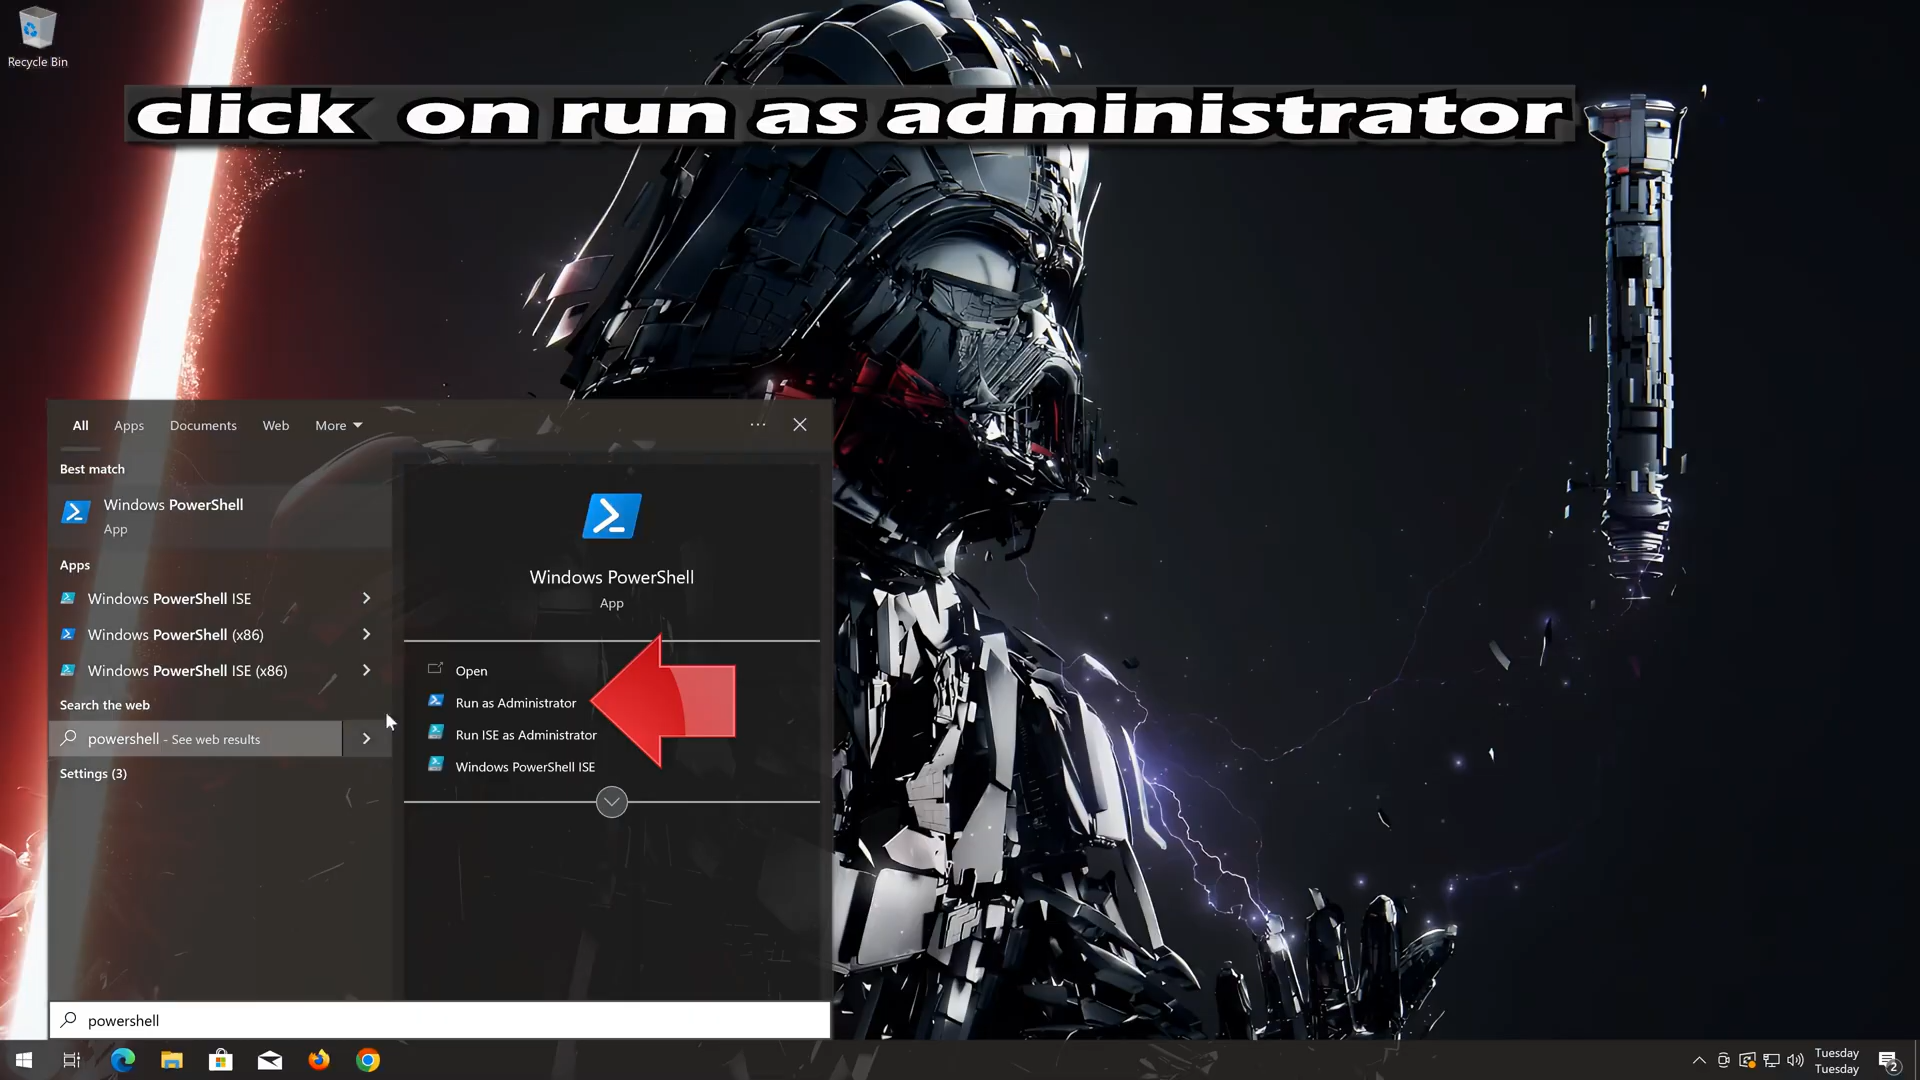 Recycle Bin
click on run as administrator
All Apps Documents Web More
Best match
Windows PowerShell
App
Apps
Windows PowerShell ISE
Windows PowerShell (x86)
Windows PowerShell ISE (x86)
Search the web
powershell - See web results
Settings (3)
Windows PowerShell
App
Open
Run as Administrator
Run ISE as Administrator
Windows PowerShell ISE
powershell
Tuesday
Tuesday
2